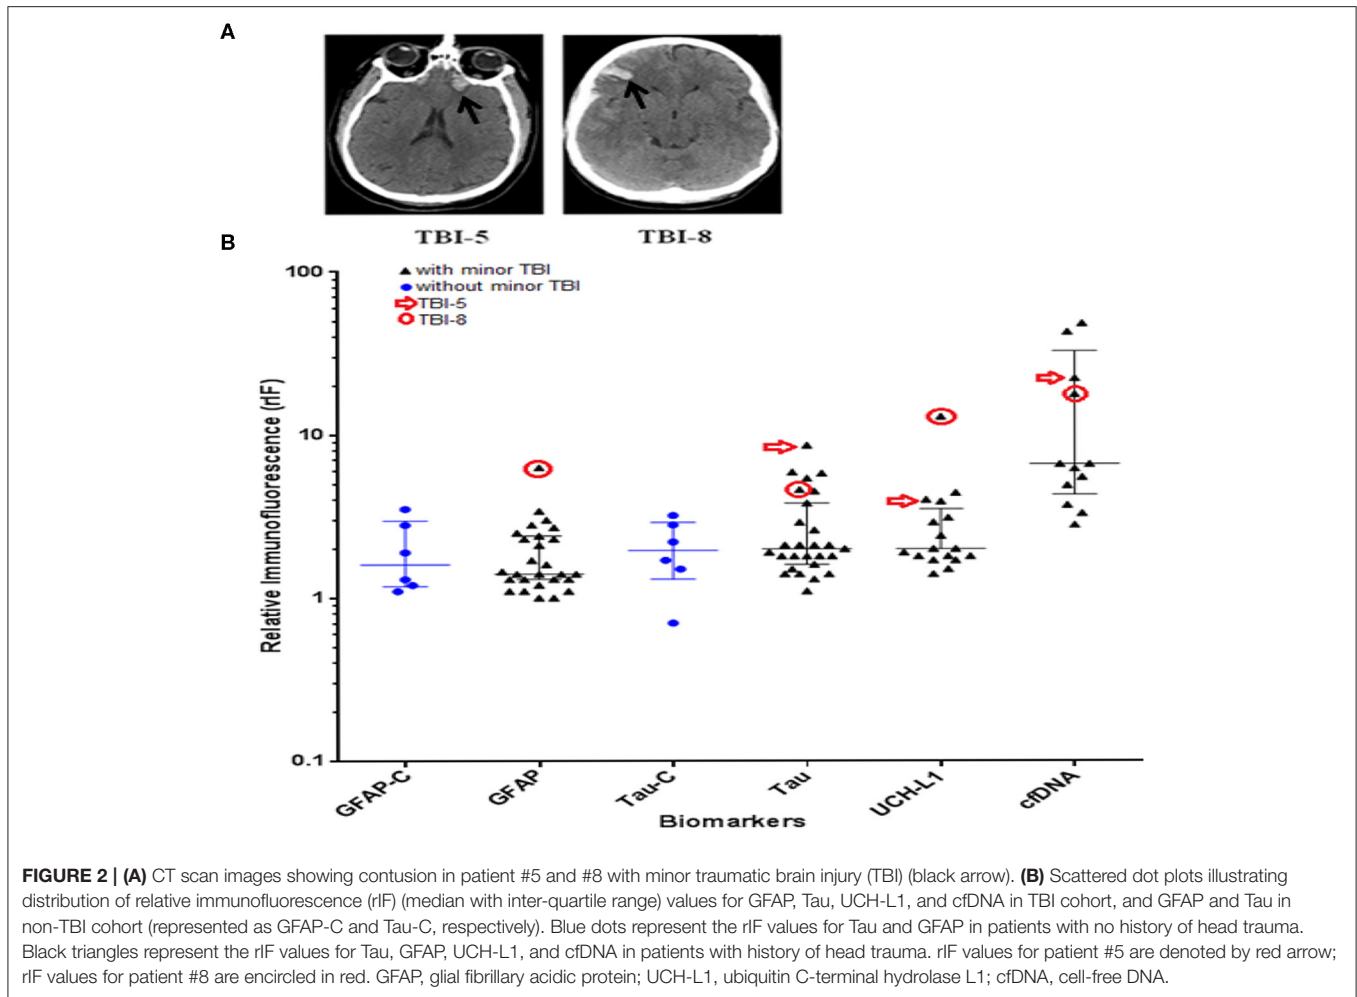 A
TBI-5 TBI-8
B
100
10
1
0.1
Relative Immunofluorescence (rIF)
with minor TBI
without minor TBI
TBI-5
TBI-8
GFAP-C GFAP Tau-C Tau UCH-L1 cfDNA
Biomarkers
FIGURE 2 | (A) CT scan images showing contusion in patient #5 and #8 with minor traumatic brain injury (TBI) (black arrow). (B) Scattered dot plots illustrating
distribution of relative immunofluorescence (rIF) (median with inter-quartile range) values for GFAP, Tau, UCH-L1, and cfDNA in TBI cohort, and GFAP and Tau in
non-TBI cohort (represented as GFAP-C and Tau-C, respectively). Blue dots represent the rIF values for Tau and GFAP in patients with no history of head trauma.
Black triangles represent the rIF values for Tau, GFAP, UCH-L1, and cfDNA in patients with history of head trauma. rIF values for patient #5 are denoted by red arrow;
rIF values for patient #8 are encircled in red. GFAP, glial fibrillary acidic protein; UCH-L1, ubiquitin C-terminal hydrolase L1; cfDNA, cell-free DNA.